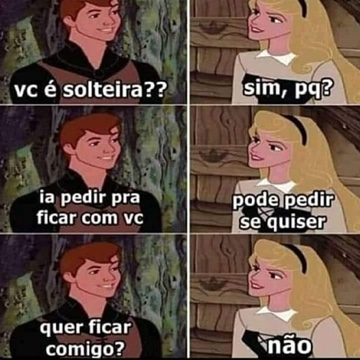 vc é solteira??
sim, pq?
ia pedir pra
ficar com vc
pode pedir
se quiser
quer ficar
comigo?
não